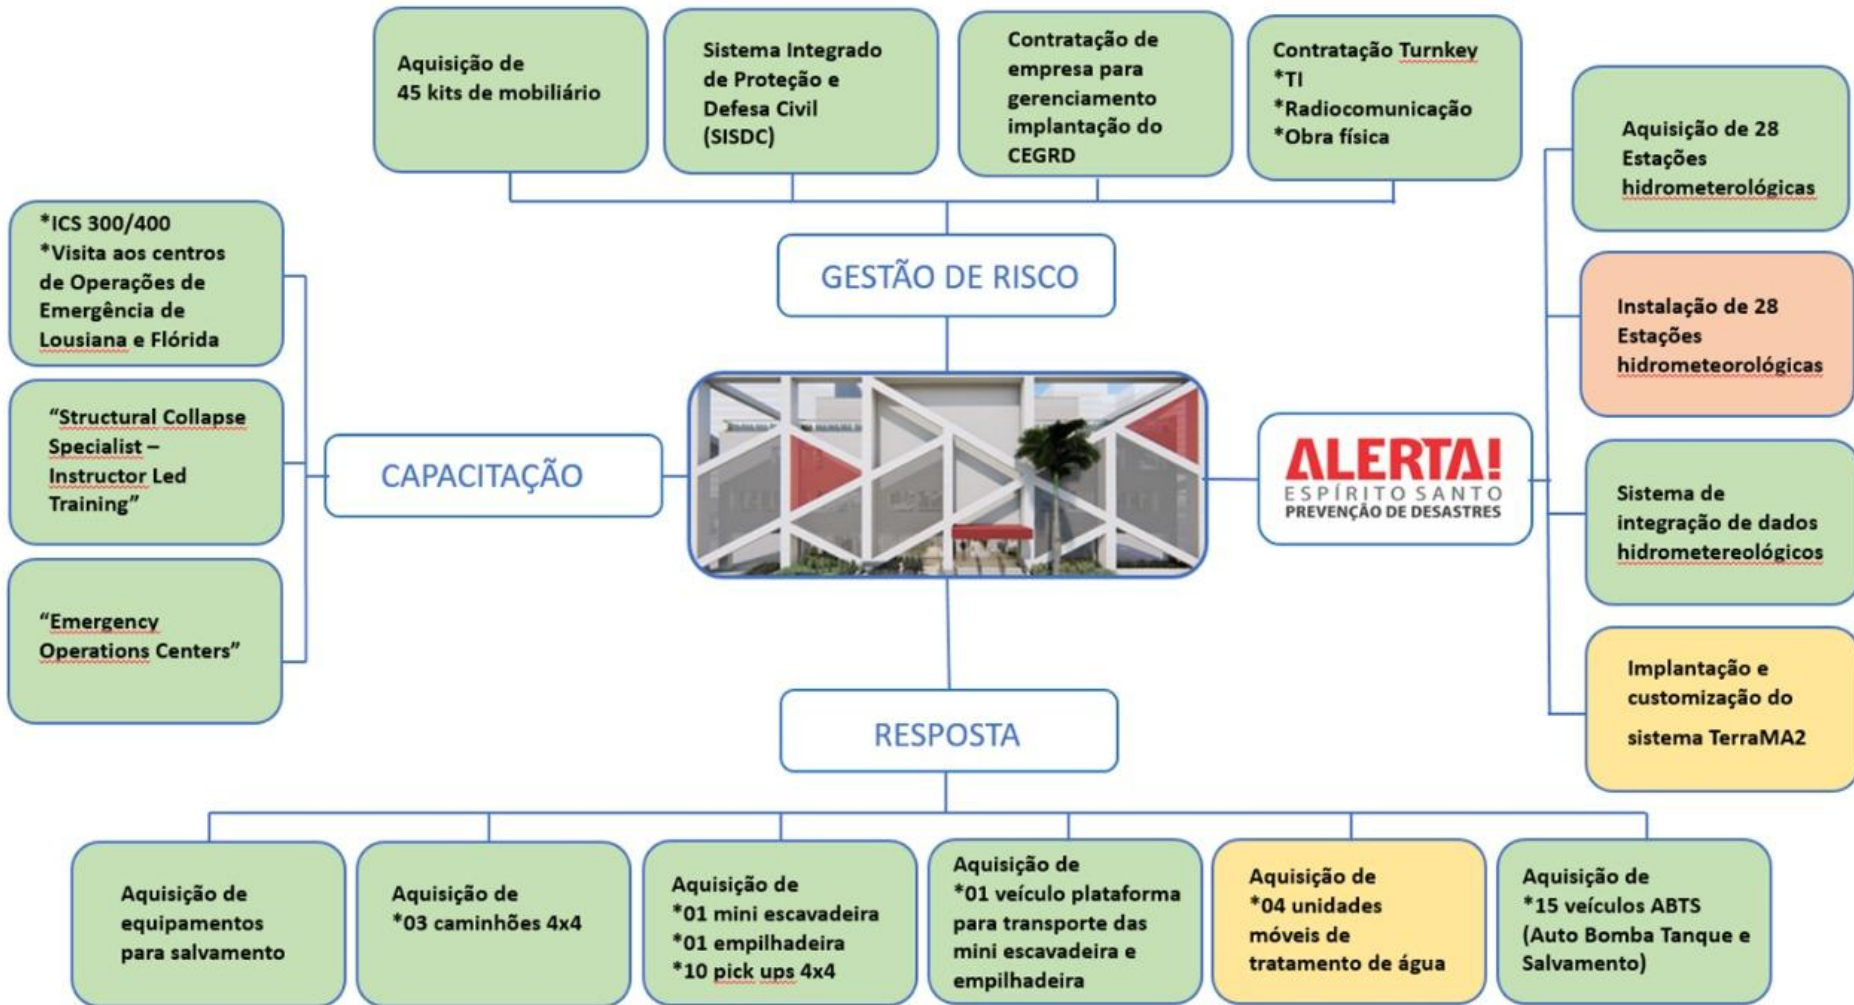 Aquisição de
45 kits de mobiliário
Sistema Integrado
de Proteção e
Defesa Civil
(SISDC)
Contratação de
empresa para
gerenciamento
implantação do
CEGRD
Contratação Turnkey
*TI
*Radiocomunicação
*Obra física
GESTÃO DE RISCO
*ICS 300/400
*Visita aos centros
de Operações de
Emergência de
Lousiana e Flórida
“Structural Collapse
Specialist –
Instructor Led
Training”
“Emergency
Operations Centers”
CAPACITAÇÃO
ALERTA!
ESPÍRITO SANTO
PREVENÇÃO DE DESASTRES
Aquisição de 28
Estações
hidrometerológicas
Instalação de 28
Estações
hidrometeorológicas
Sistema de
integração de dados
hidrometereológicos
Implantação e
customização do
sistema TerraMA2
RESPOSTA
Aquisição de
equipamentos
para salvamento
Aquisição de
*03 caminhões 4x4
Aquisição de
*01 mini escavadeira
*01 empilhadeira
*10 pick ups 4x4
Aquisição de
*01 veículo plataforma
para transporte das
mini escavadeira e
empilhadeira
Aquisição de
*04 unidades
móveis de
tratamento de água
Aquisição de
*15 veículos ABTS
(Auto Bomba Tanque e
Salvamento)